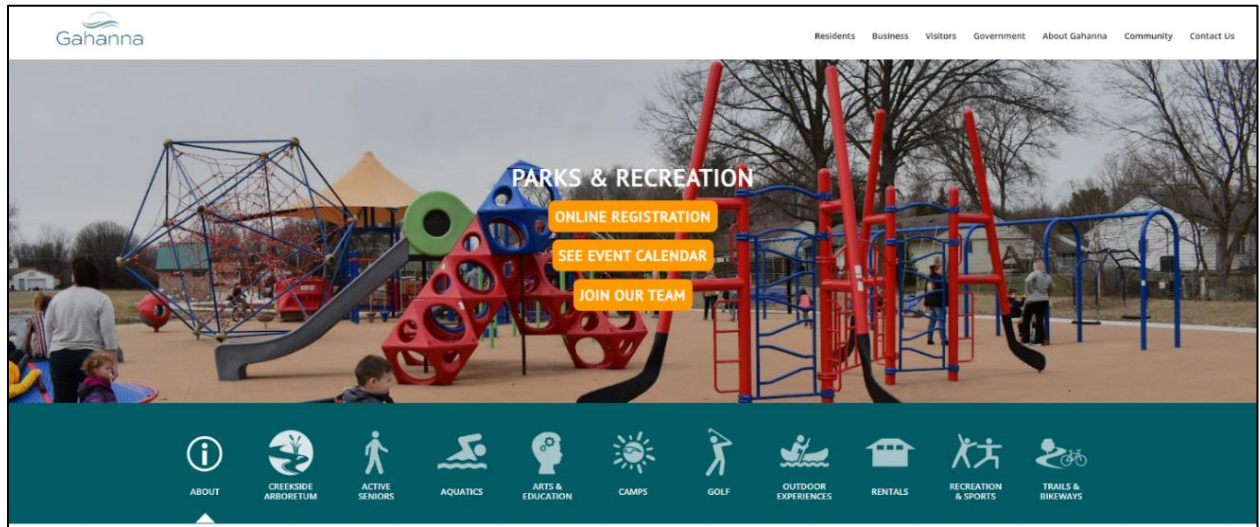 Gahanna
Residents Business Visitors Government About Gahanna Community Contact Us
PARKS & RECREATION
ONLINE REGISTRATION
SEE EVENT CALENDAR
JOIN OUR TEAM
ABOUT
CREEKSIDE
ARBORETUM
ACTIVE
SENIORS
AQUATICS
ARTS &
EDUCATION
CAMPS
GOLF
OUTDOOR
EXPERIENCES
RENTALS
RECREATION
& SPORTS
TRAILS &
BIKEWAYS